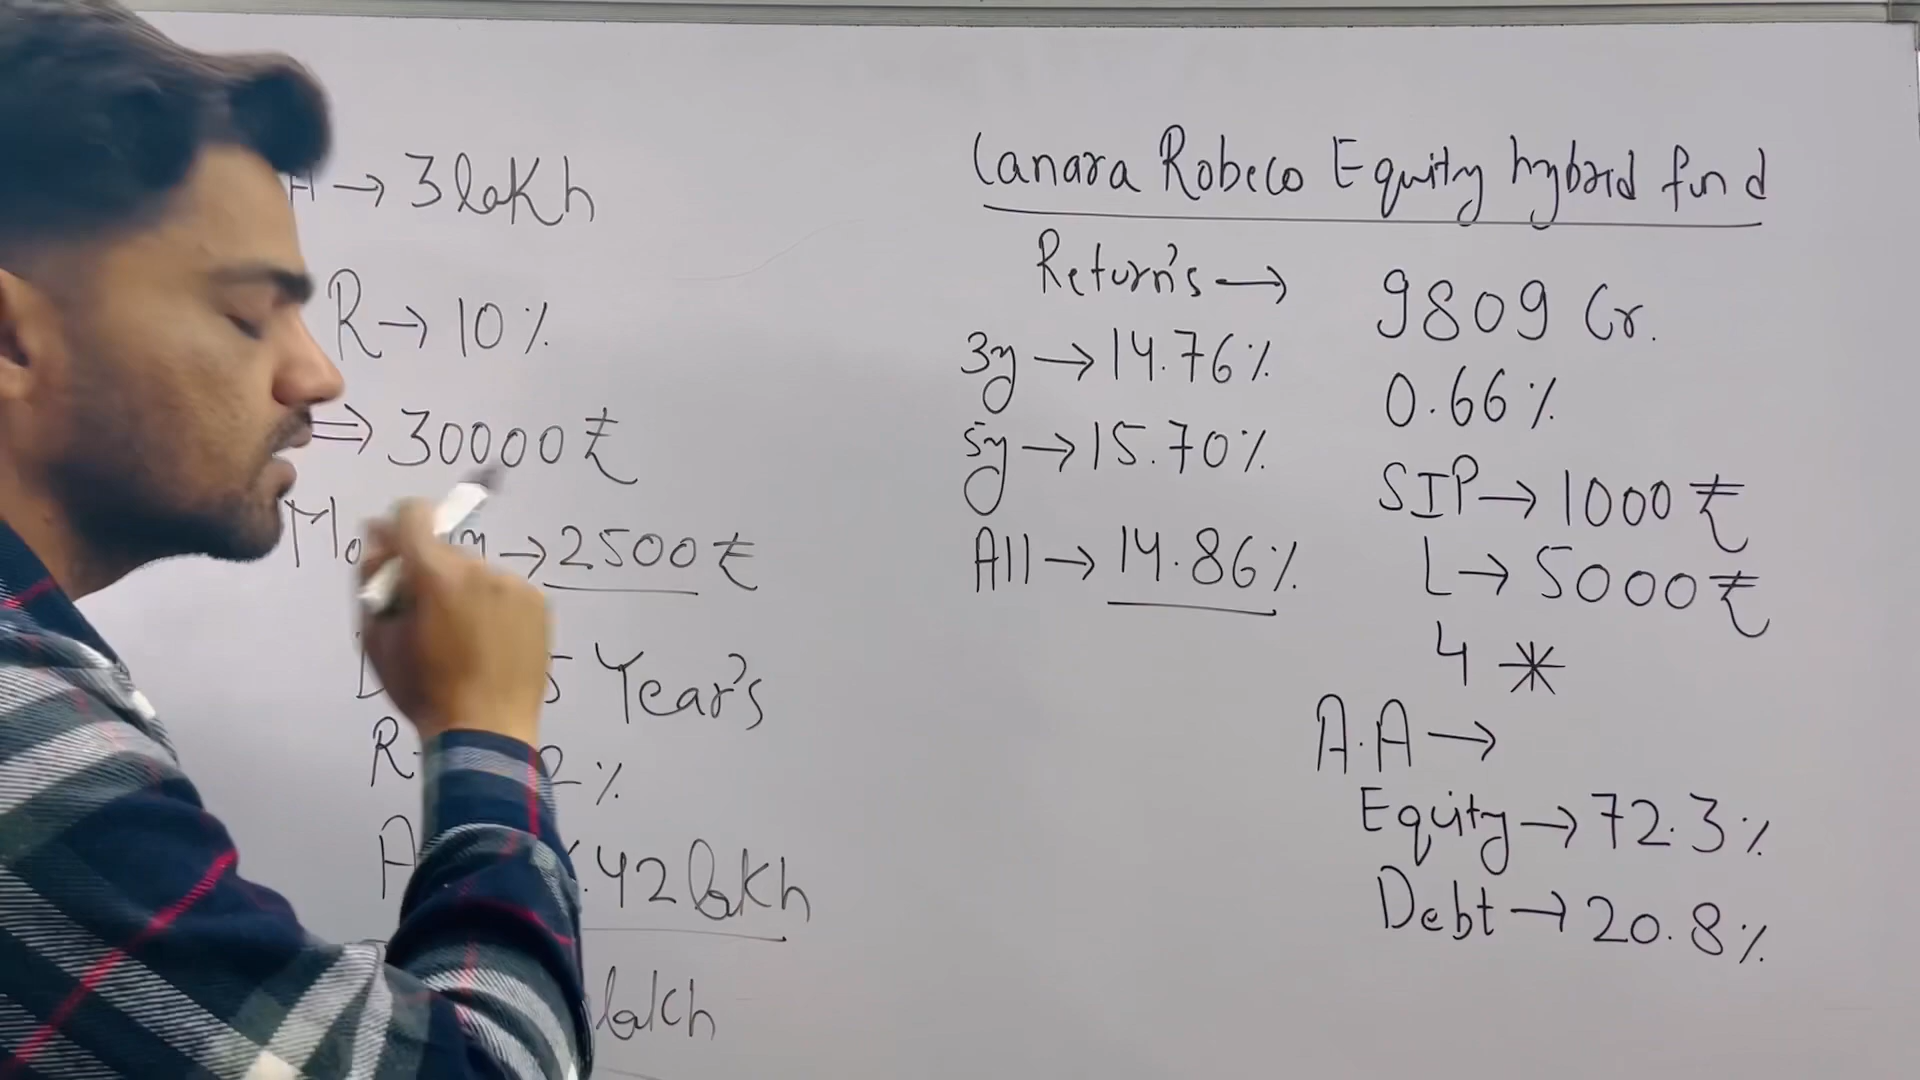 → 3 lakh
R → 10%
⇒ 30000 ₹
→ 2500 ₹
5 Year's
R
2%
.42 lakh
lakh
Canara Robeco Equity hybrid fund
Return's →
3y → 14.76%
5y → 15.70%
All → 14.86%
9809 Cr.
0.66%
SIP → 1000 ₹
L → 5000 ₹
4 *
A.A →
Equity → 72.3%
Debt → 20.8%